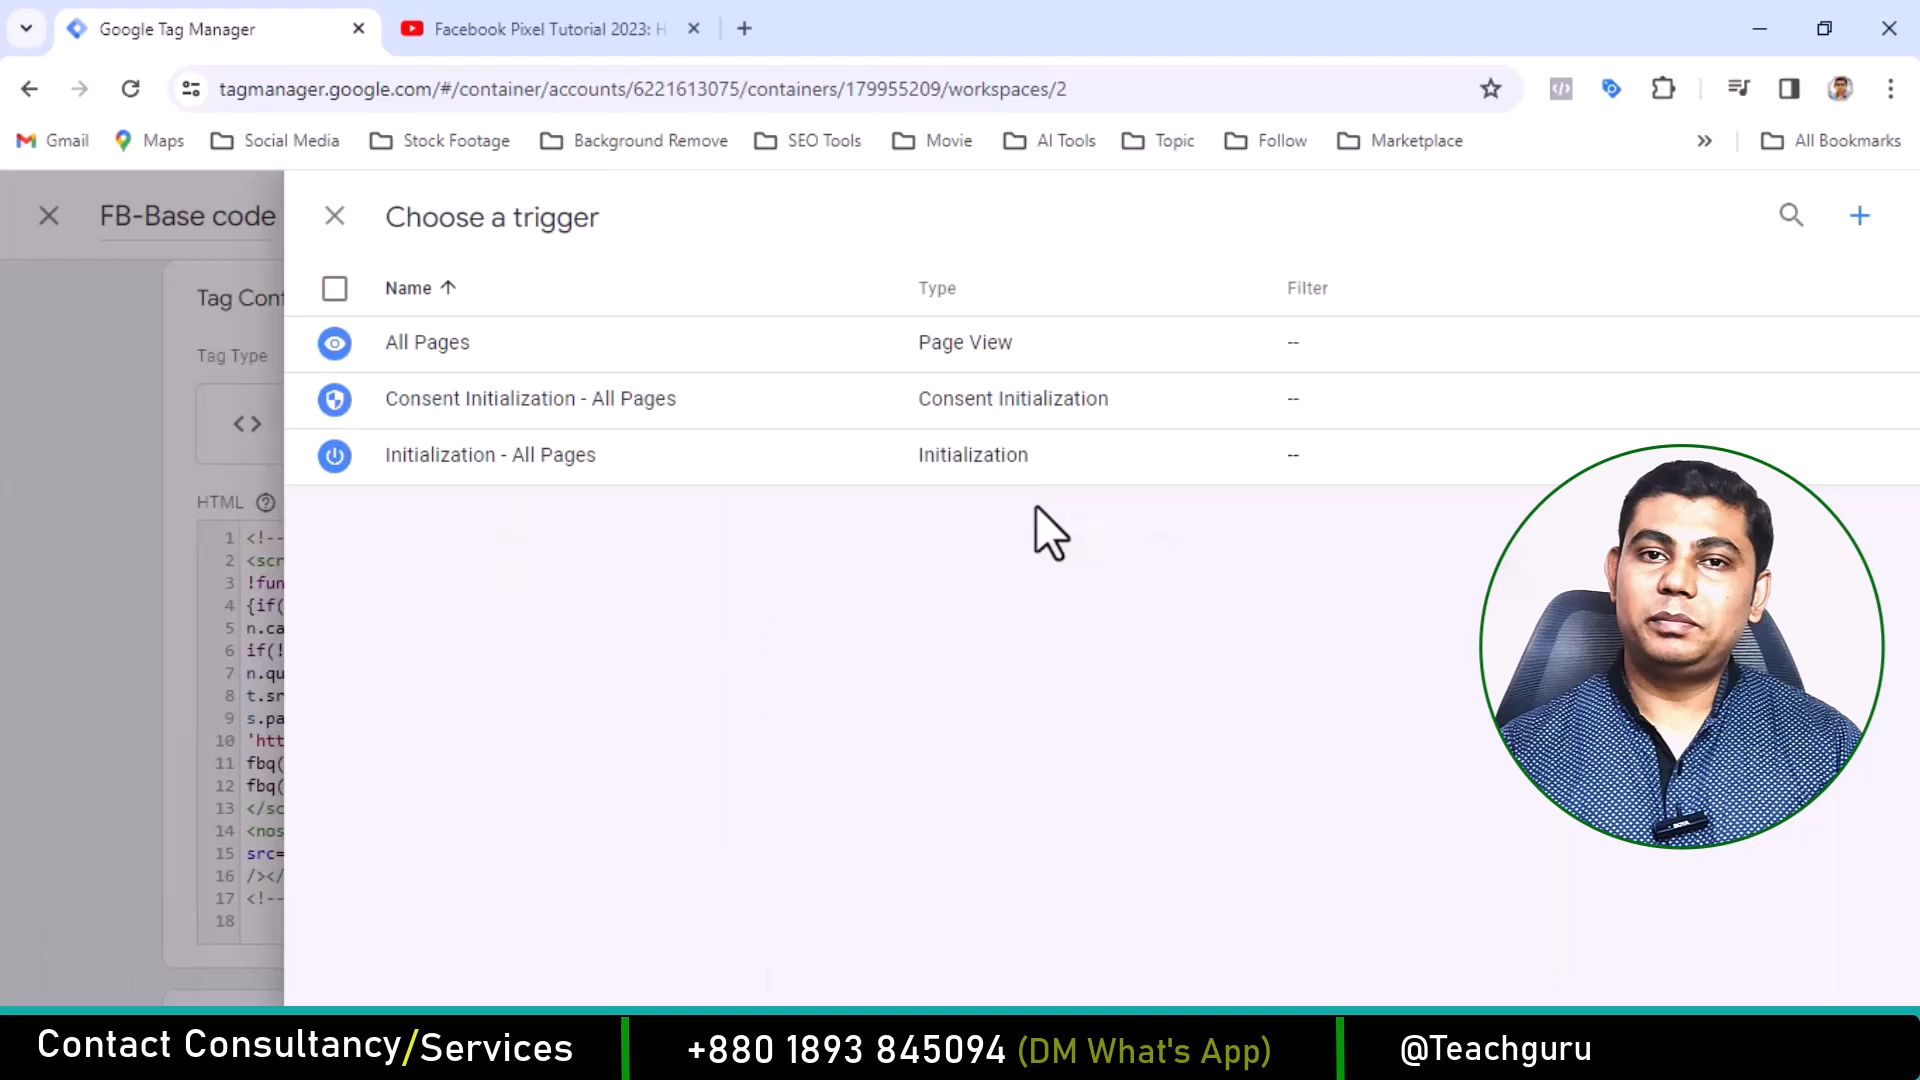 Google Tag Manager
Facebook Pixel Tutorial 2023: H
tagmanager.google.com/#/container/accounts/6221613075/containers/179955209/workspaces/2
Gmail Maps Social Media Stock Footage Background Remove SEO Tools Movie AI Tools Topic Follow Marketplace » All Bookmarks
FB-Base code
Choose a trigger
Name Type Filter
All Pages Page View --
Consent Initialization - All Pages Consent Initialization --
Initialization - All Pages Initialization --
Tag Conf
Tag Type
HTML
1 <!--
2 <scr
3 !fun
4 {if(
5 n.ca
6 if(!
7 n.qu
8 t.sr
9 s.pa
10 'htt
11 fbq(
12 fbq(
13 </sc
14 <nos
15 src=
16 /></
17 <!--
18
BOYA
Contact Consultancy/Services
+880 1893 845094 (DM What's App)
@Teachguru